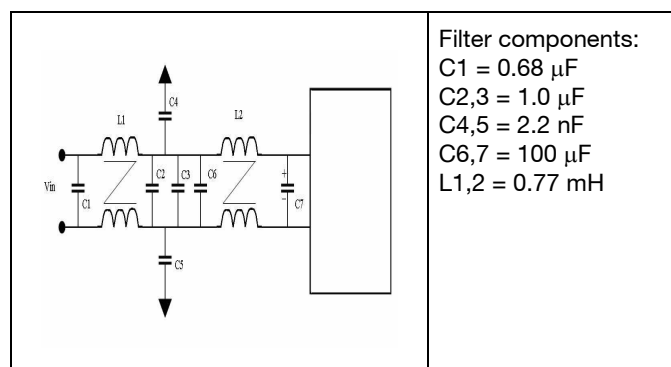 Filter components:
C1 = 0.68 μF
C2,3 = 1.0 μF
C4,5 = 2.2 nF
C6,7 = 100 μF
L1,2 = 0.77 mH
C4
L1
L2
Vin
C1
C2
C3
C6
+
−
C7
C5